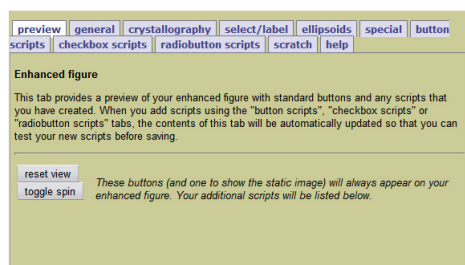 preview general crystallography select/label ellipsoids special button
scripts checkbox scripts radiobutton scripts scratch help
Enhanced figure
This tab provides a preview of your enhanced figure with standard buttons and any scripts that
you have created. When you add scripts using the "button scripts", "checkbox scripts" or
"radiobutton scripts" tabs, the contents of this tab will be automatically updated so that you can
test your new scripts before saving.
reset view
toggle spin
These buttons (and one to show the static image) will always appear on your
enhanced figure. Your additional scripts will be listed below.